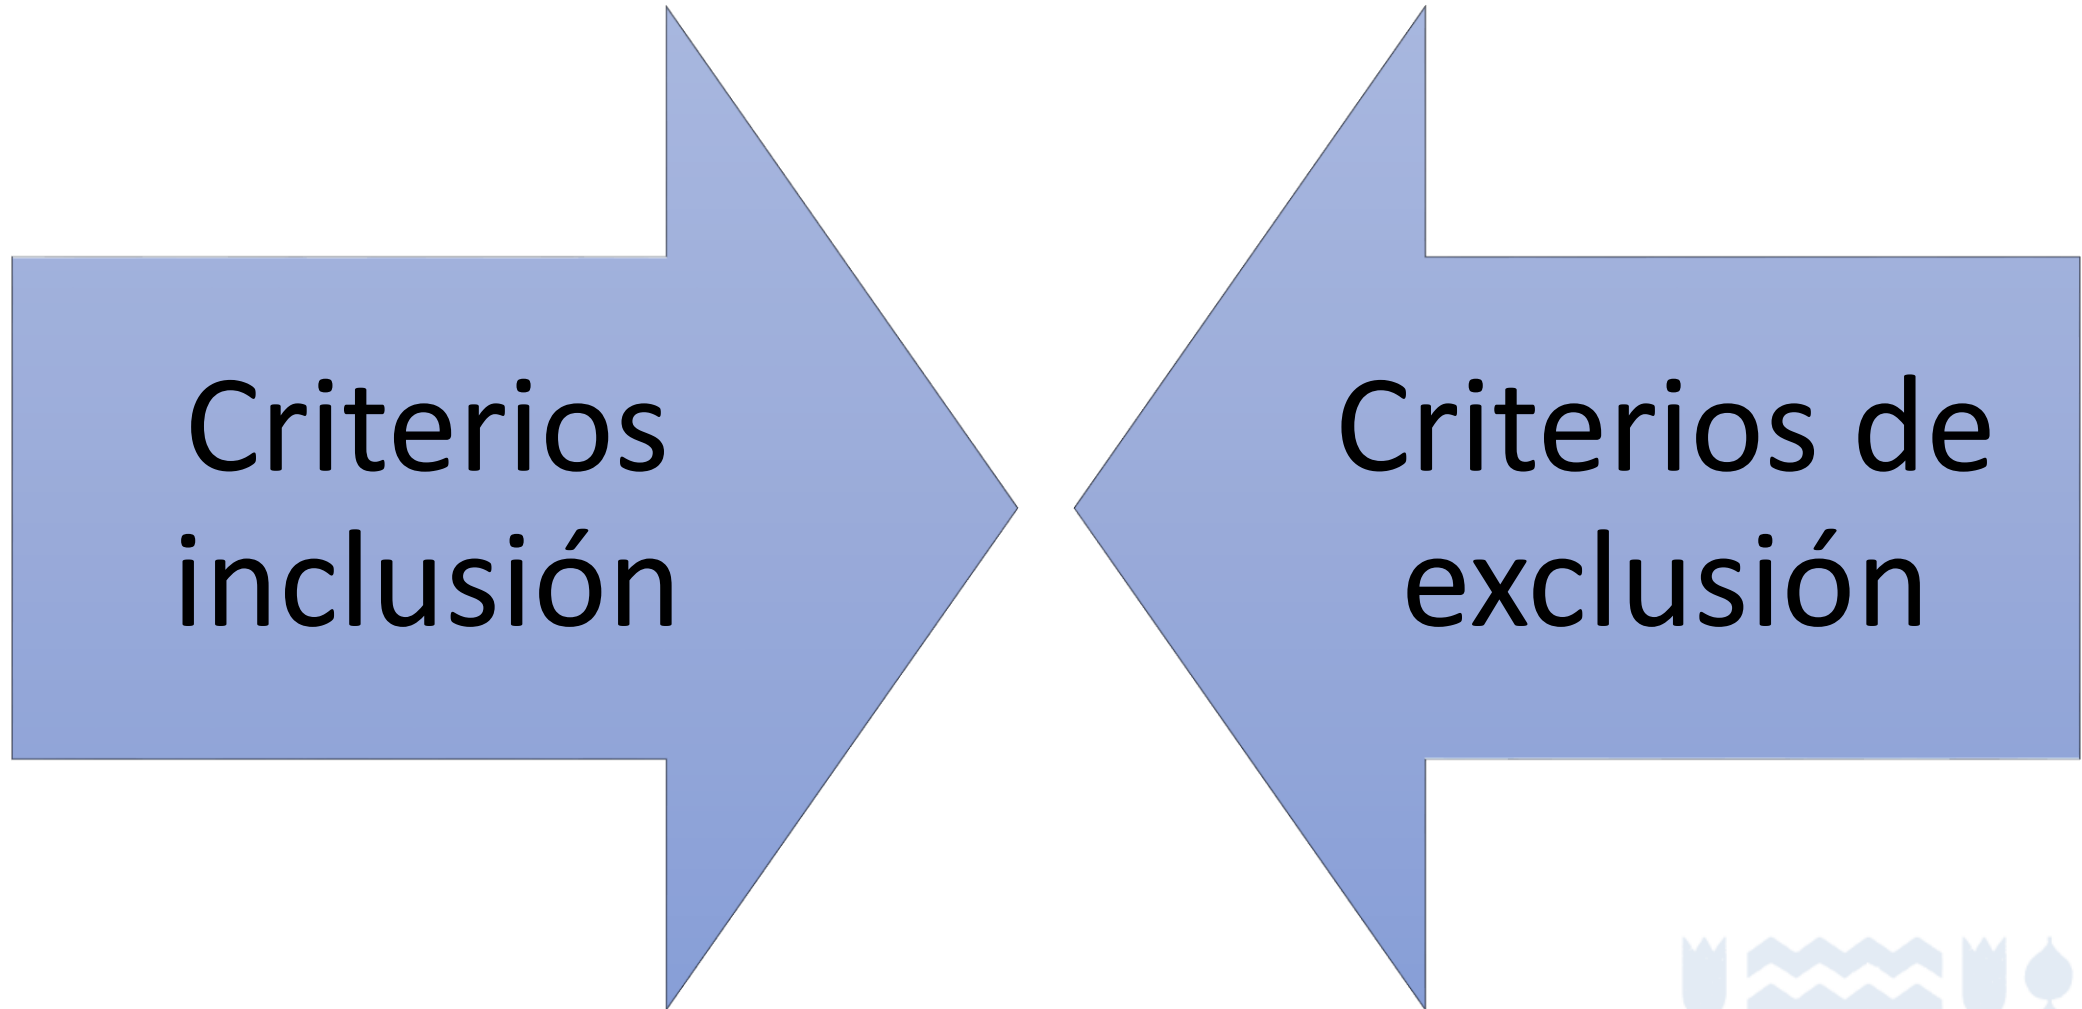 Criterios
inclusión
Criterios de
exclusión